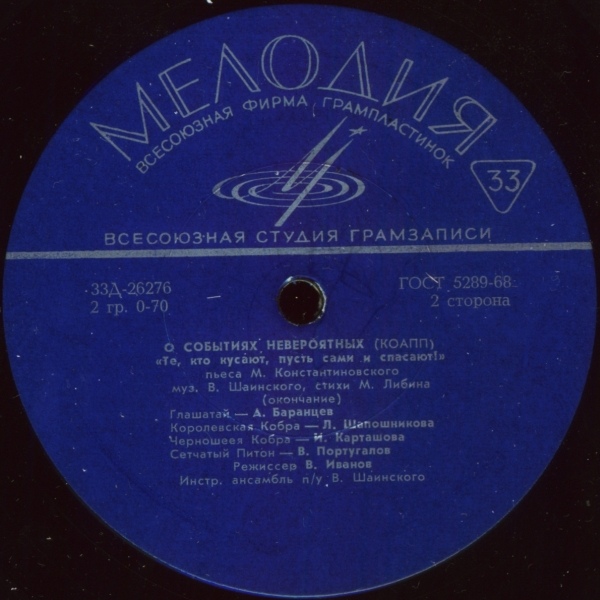 МЕЛОДИЯ
ВСЕСОЮЗНАЯ ФИРМА ГРАМПЛАСТИНОК
33
ВСЕСОЮЗНАЯ СТУДИЯ ГРАМЗАПИСИ
33Д-26276
ГОСТ 5289-68
2 гр. 0-70
2 сторона
О СОБЫТИЯХ НЕВЕРОЯТНЫХ (КОАПП)
«Те, кто кусают, пусть сами и спасают!»
пьеса М. Константиновского
муз. В. Шаинского, стихи М. Либина
(окончание)
Глашатай — А. Баранцев
Королевская Кобра — Л. Шапошникова
Черношеея Кобра — И. Карташова
Сетчатый Питон — В. Португалов
Режиссер В. Иванов
Инстр. ансамбль п/у В. Шаинского